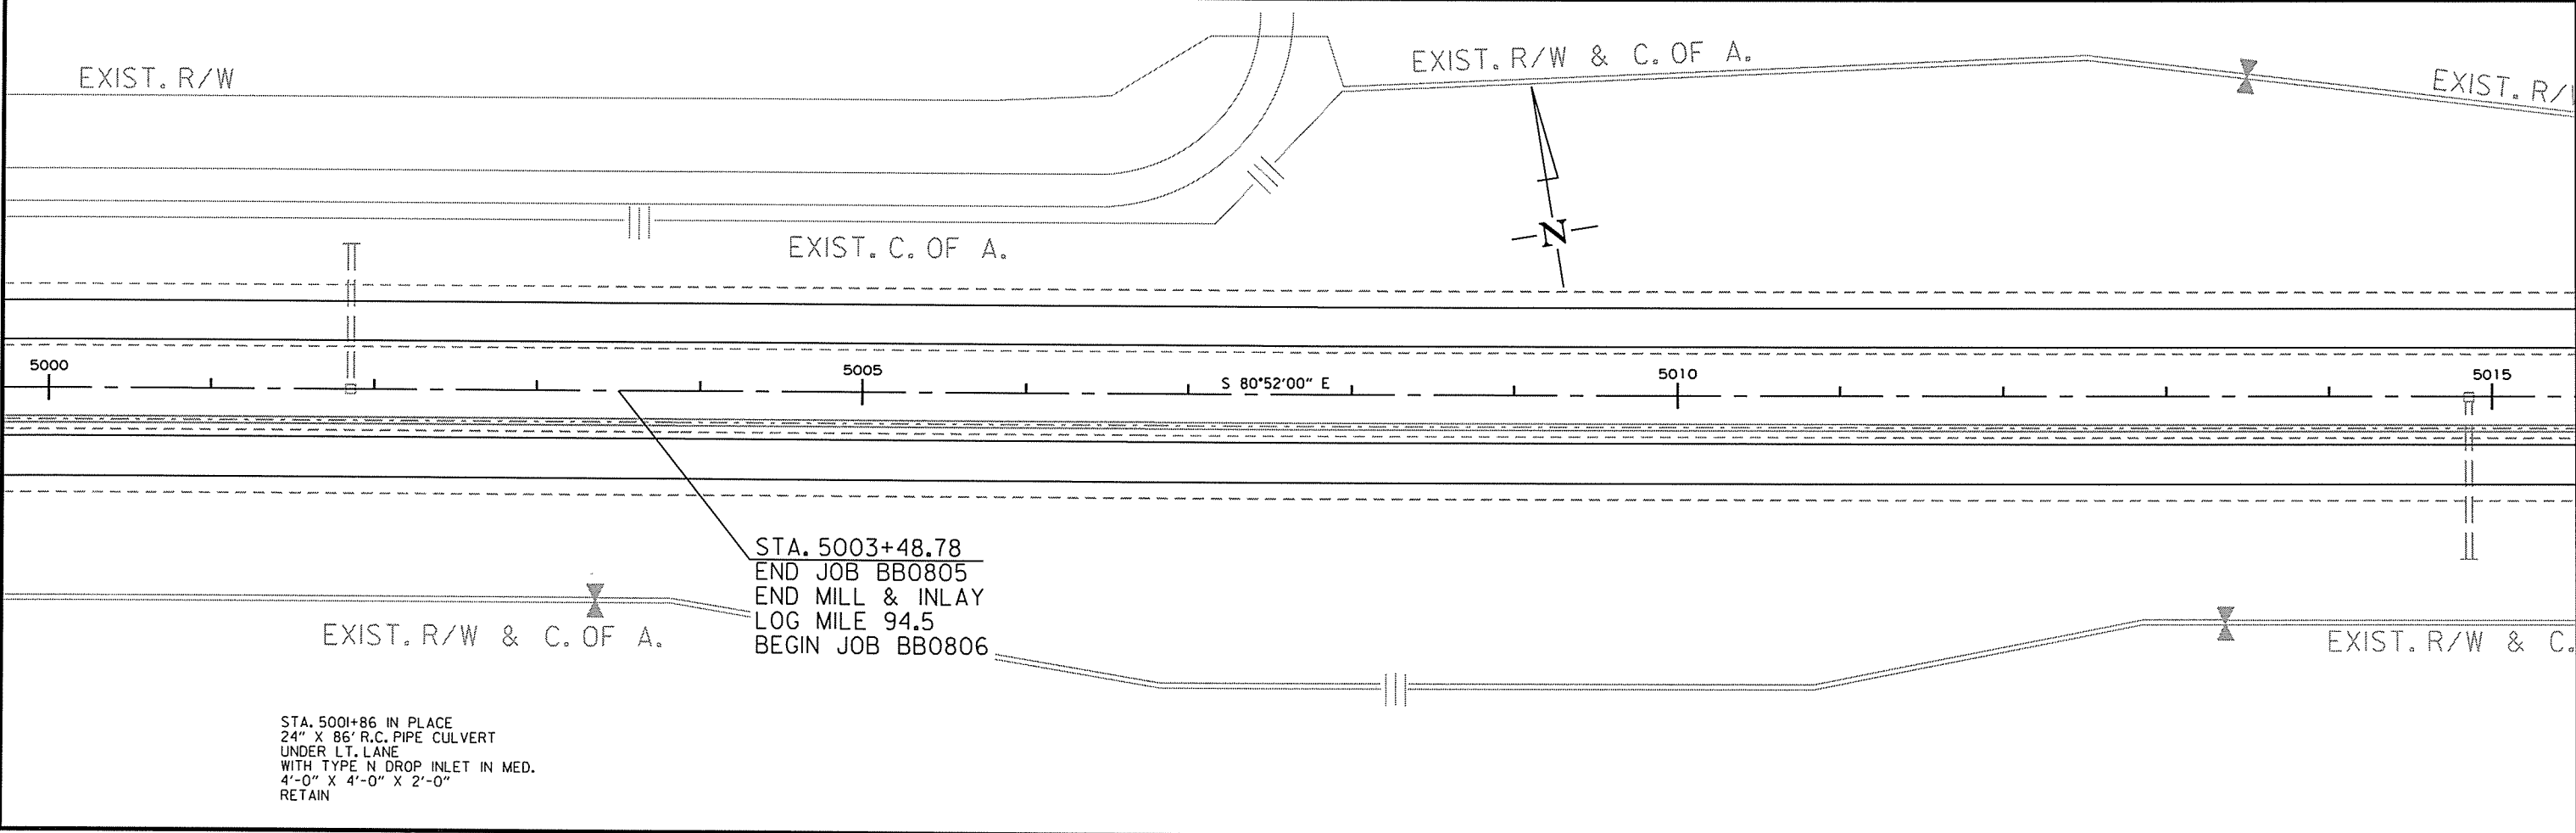 EXIST. R/W
EXIST. R/W & C. OF A.
EXIST. R/
EXIST. C. OF A.
N
5000
5005
S 80°52'00" E
5010
5015
STA. 5003+48.78
END JOB BB0805
END MILL & INLAY
LOG MILE 94.5
BEGIN JOB BB0806
EXIST. R/W & C. OF A.
EXIST. R/W & C.
STA. 5001+86 IN PLACE
24" X 86' R.C. PIPE CULVERT
UNDER LT. LANE
WITH TYPE N DROP INLET IN MED.
4'-0" X 4'-0" X 2'-0"
RETAIN